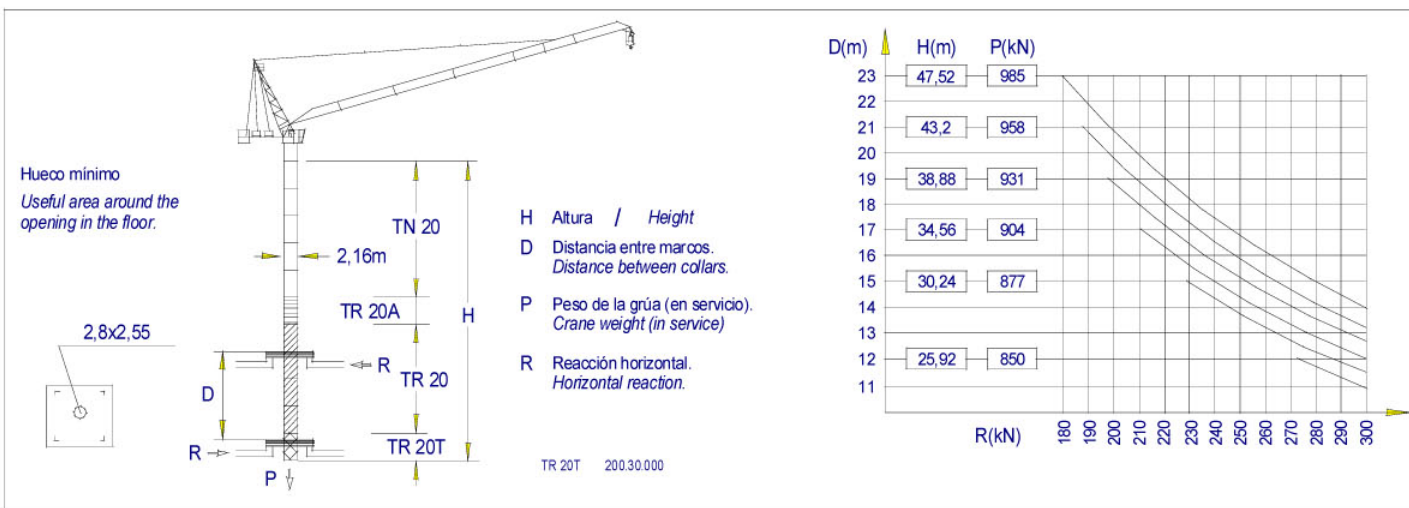 Hueco mínimo
Useful area around the
opening in the floor.
2,8x2,55
TN 20
2,16m
TR 20A
H
R
TR 20
D
R
TR 20T
P
H Altura / Height
D Distancia entre marcos.
Distance between collars.
P Peso de la grúa (en servicio).
Crane weight (in service)
R Reacción horizontal.
Horizontal reaction.
TR 20T 200.30.000
D(m) H(m) P(kN)
23 47,52 985
22
21 43,2 958
20
19 38,88 931
18
17 34,56 904
16
15 30,24 877
14
13
12 25,92 850
11
R(kN) 180 190 200 210 220 230 240 250 260 270 280 290 300